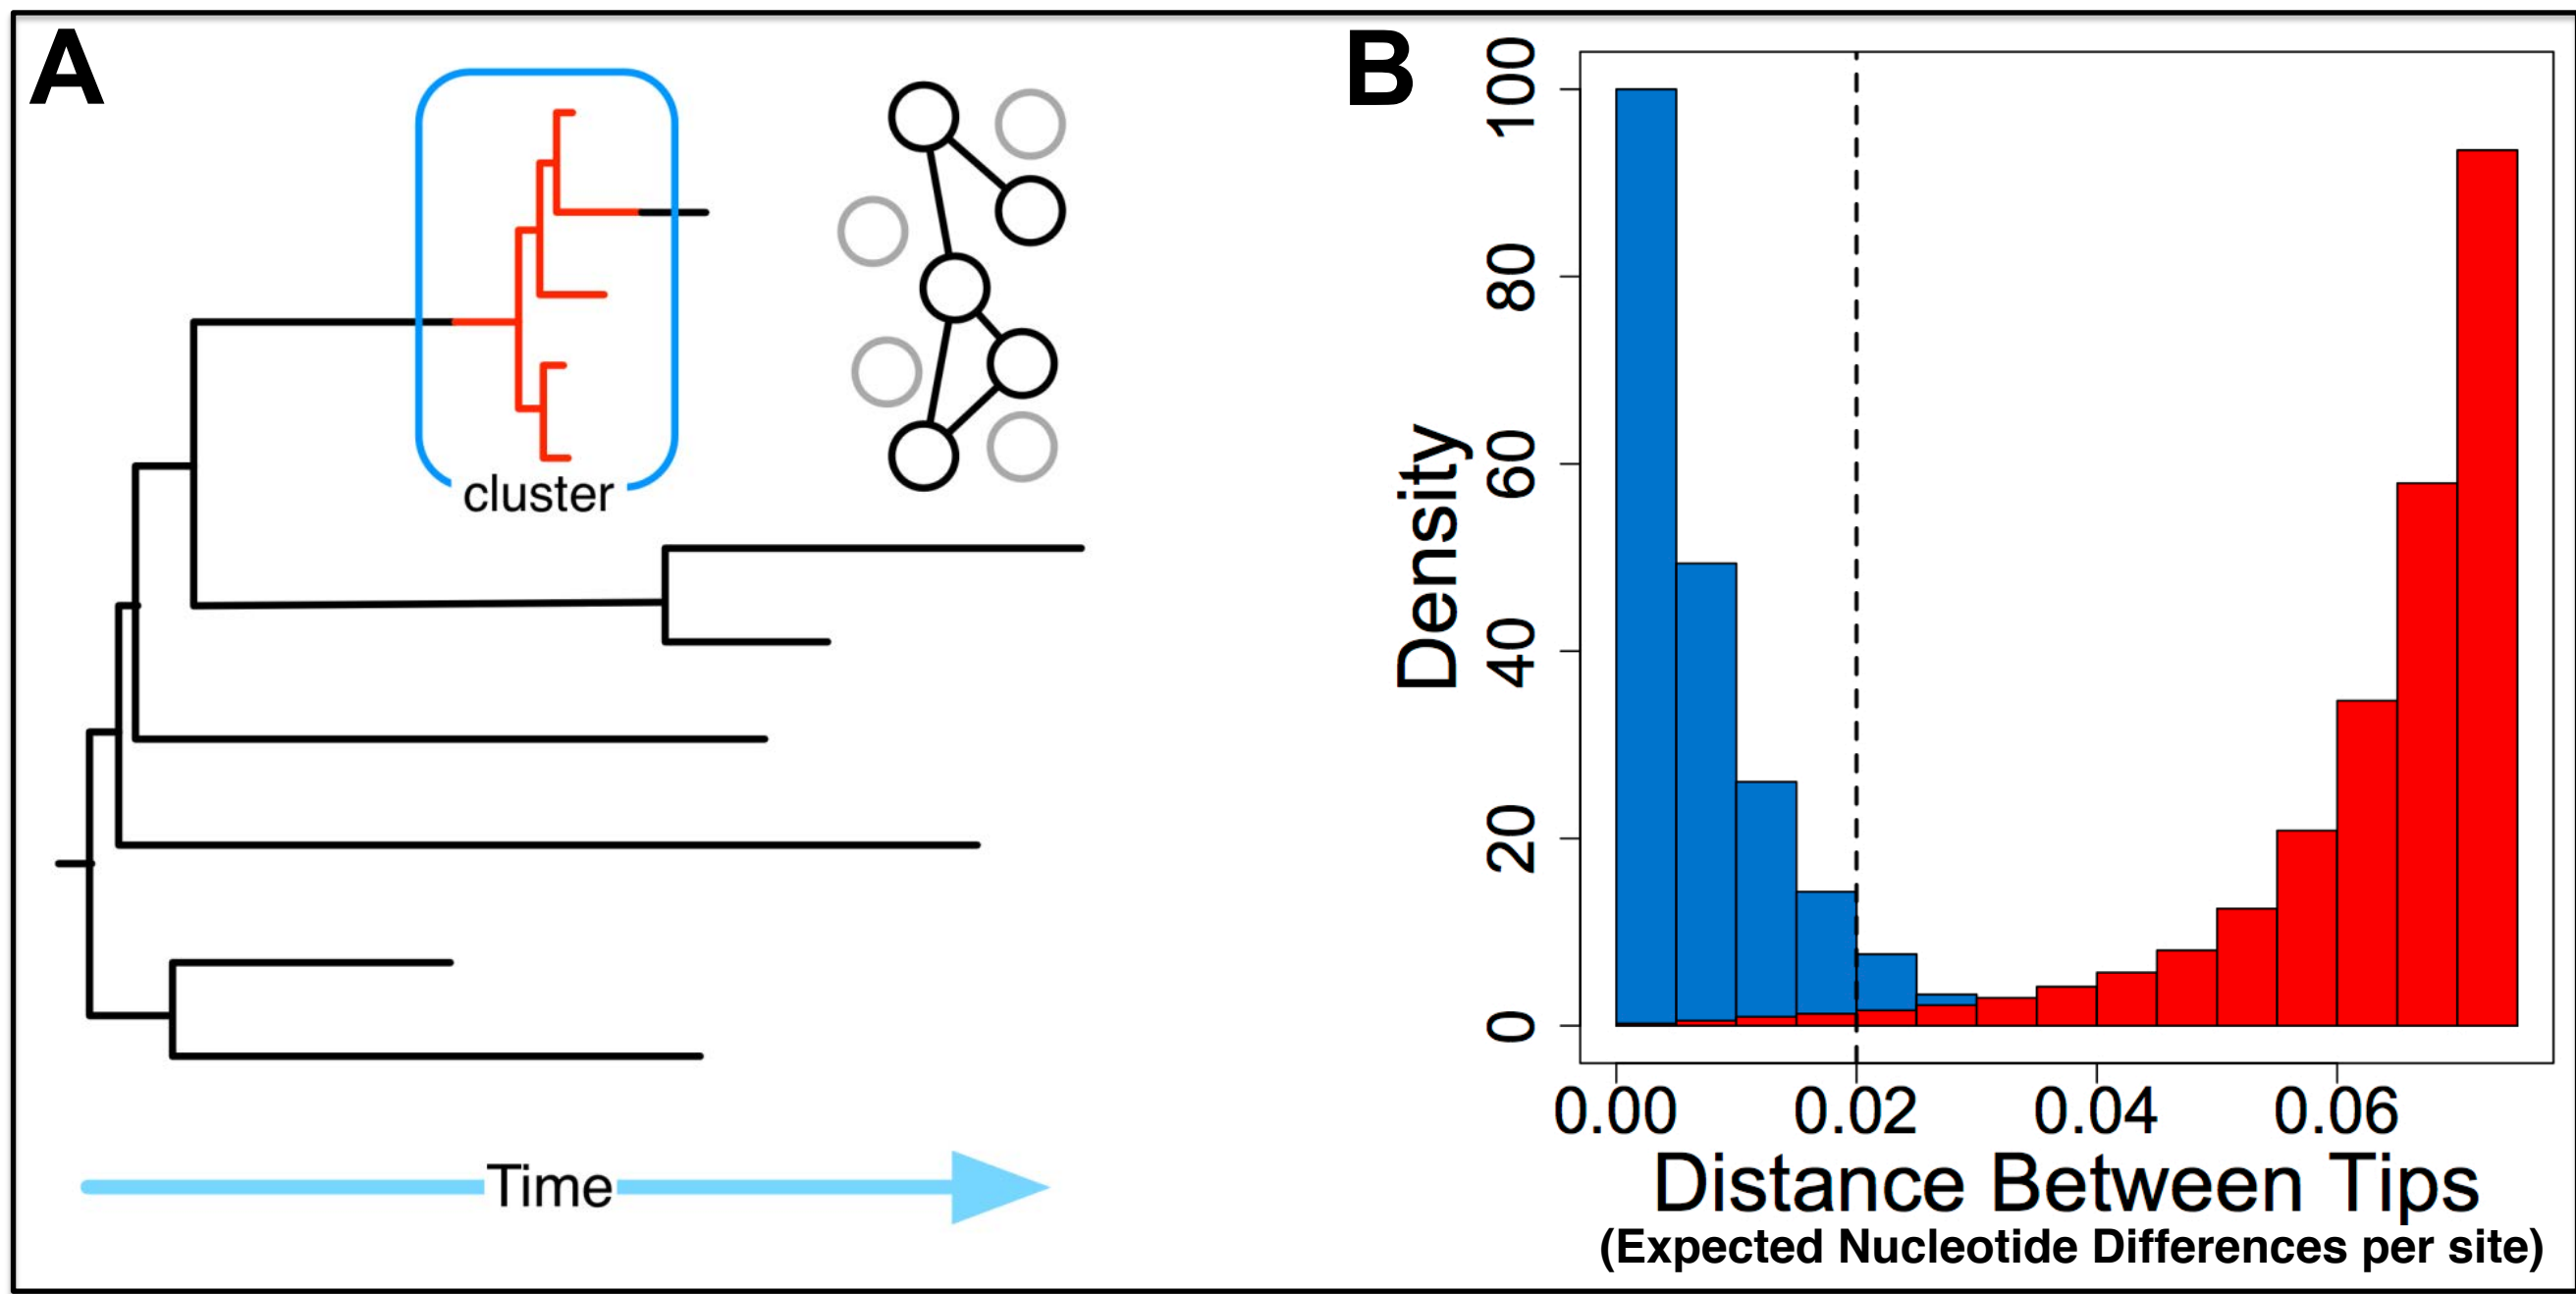 A
cluster
Time
B
Density
0
20
40
60
80
100
0.00 0.02 0.04 0.06
Distance Between Tips
(Expected Nucleotide Differences per site)